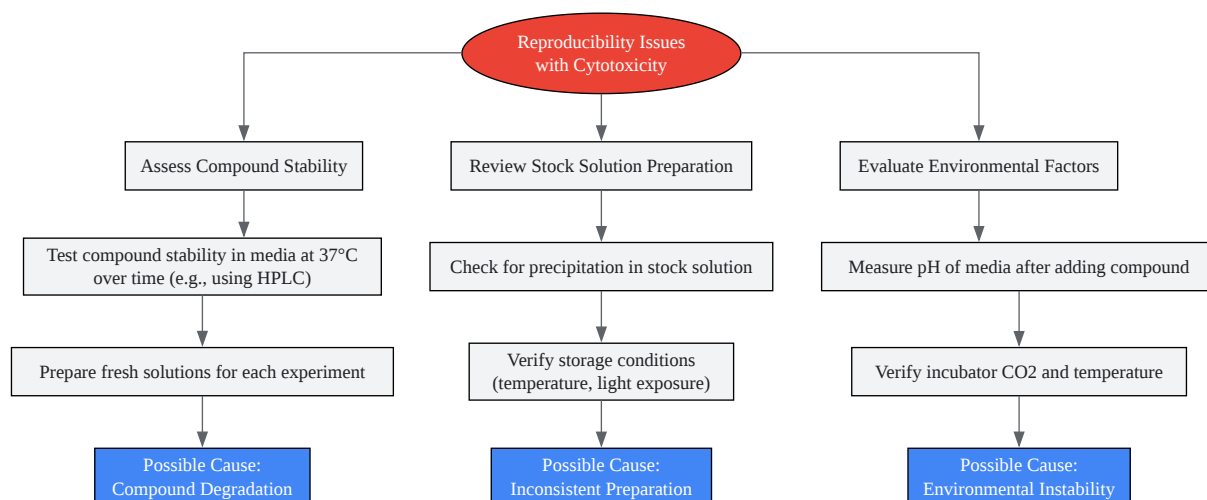 Reproducibility Issues
with Cytotoxicity
Assess Compound Stability
Review Stock Solution Preparation
Evaluate Environmental Factors
Test compound stability in media at 37°C
over time (e.g., using HPLC)
Check for precipitation in stock solution
Measure pH of media after adding compound
Prepare fresh solutions for each experiment
Verify storage conditions
(temperature, light exposure)
Verify incubator CO2 and temperature
Possible Cause:
Compound Degradation
Possible Cause:
Inconsistent Preparation
Possible Cause:
Environmental Instability